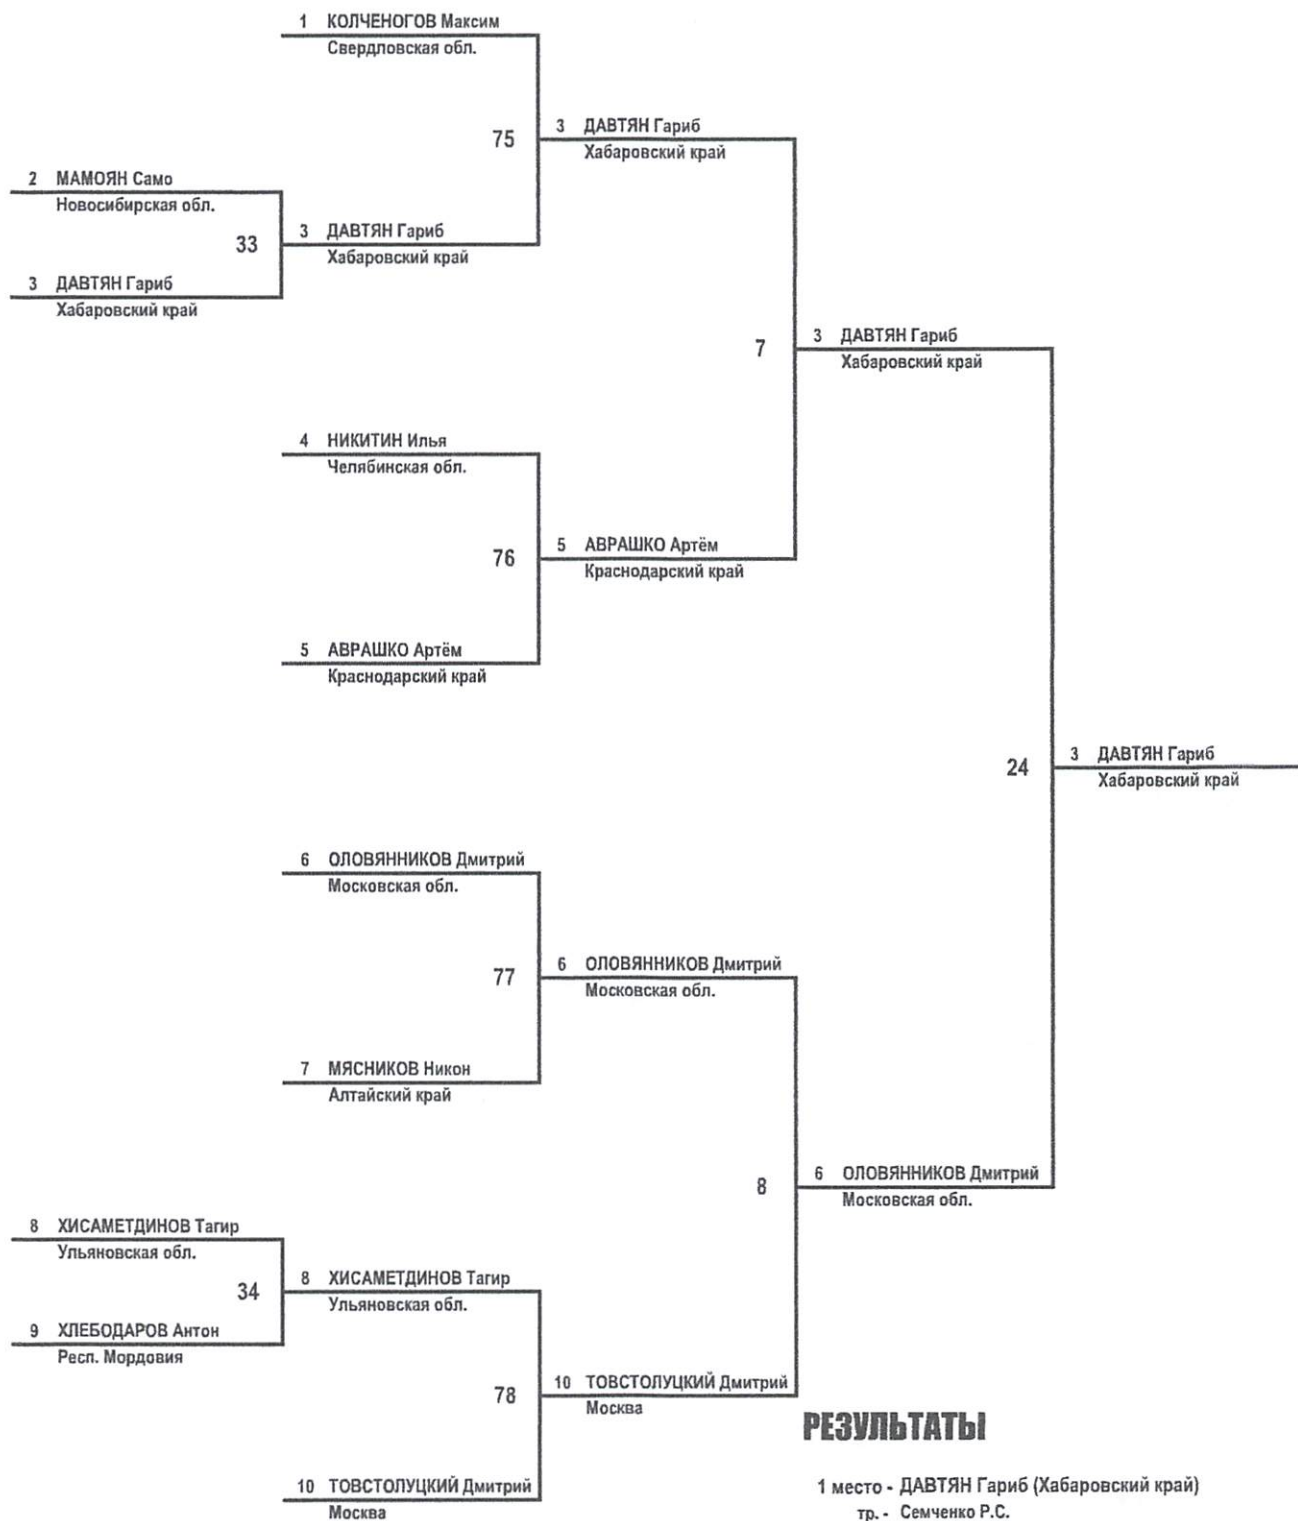 1 КОЛЧЕНОГОВ Максим
Свердловская обл.
75
3 ДАВТЯН Гариб
Хабаровский край
2 МАМОЯН Само
Новосибирская обл.
33
3 ДАВТЯН Гариб
Хабаровский край
3 ДАВТЯН Гариб
Хабаровский край
7
3 ДАВТЯН Гариб
Хабаровский край
4 НИКИТИН Илья
Челябинская обл.
76
5 АВРАШКО Артём
Краснодарский край
5 АВРАШКО Артём
Краснодарский край
24
3 ДАВТЯН Гариб
Хабаровский край
6 ОЛОВЯННИКОВ Дмитрий
Московская обл.
77
6 ОЛОВЯННИКОВ Дмитрий
Московская обл.
7 МЯСНИКОВ Никон
Алтайский край
8
6 ОЛОВЯННИКОВ Дмитрий
Московская обл.
8 ХИСАМЕТДИНОВ Тагир
Ульяновская обл.
34
8 ХИСАМЕТДИНОВ Тагир
Ульяновская обл.
9 ХЛЕБОДАРОВ Антон
Респ. Мордовия
78
10 ТОВСТОЛУЦКИЙ Дмитрий
Москва
10 ТОВСТОЛУЦКИЙ Дмитрий
Москва
РЕЗУЛЬТАТЫ
1 место - ДАВТЯН Гариб (Хабаровский край)
тр. - Семченко Р.С.